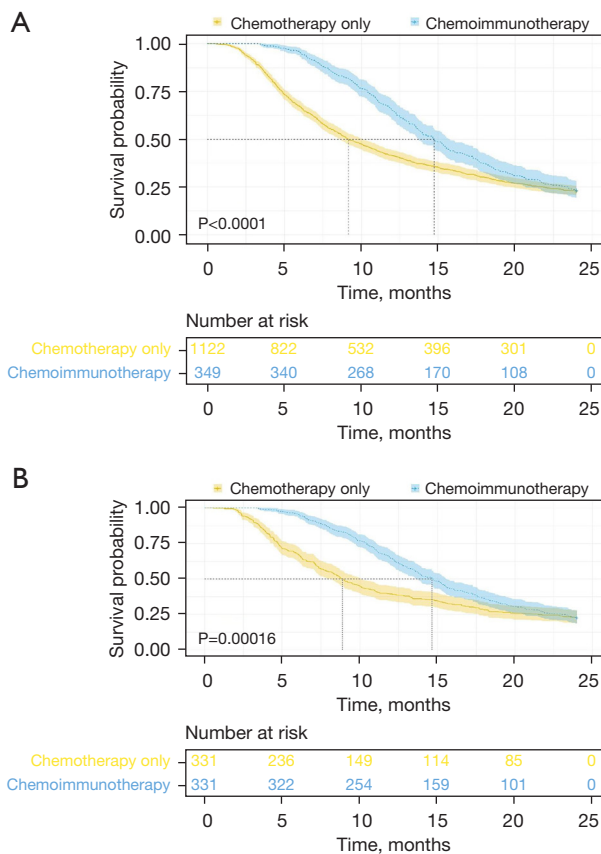 A
Chemotherapy only Chemoimmunotherapy
1.00
0.75
0.50
0.25
0.00
Survival probability
P<0.0001
0 5 10 15 20 25
Time, months
Number at risk
Chemotherapy only 1122 822 532 396 301 0
Chemoimmunotherapy 349 340 268 170 108 0
0 5 10 15 20 25
Time, months
B
Chemotherapy only Chemoimmunotherapy
1.00
0.75
0.50
0.25
0.00
Survival probability
P=0.00016
0 5 10 15 20 25
Time, months
Number at risk
Chemotherapy only 331 236 149 114 85 0
Chemoimmunotherapy 331 322 254 159 101 0
0 5 10 15 20 25
Time, months